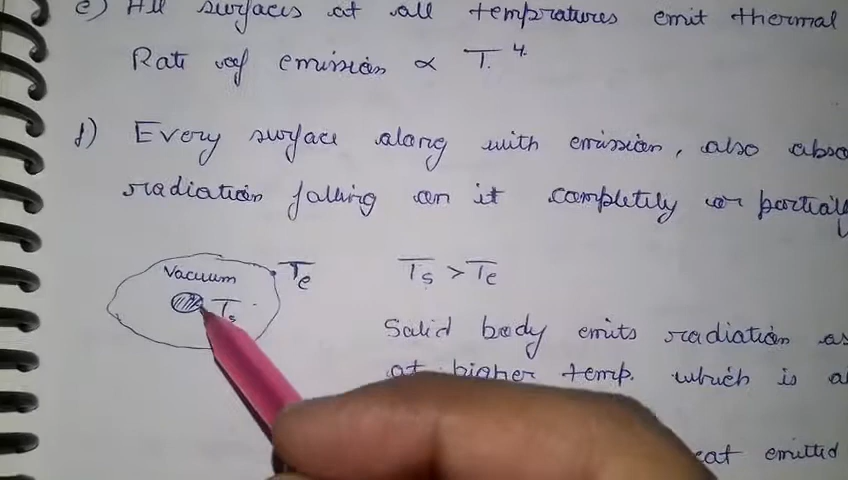 e) All surfaces at all tempratures emit thermal
Rate of emission ∝ T⁴
f) Every surface along with emission, also abso
radiation falling on it completely or partially
Vacuum Te Ts > Te
Ts
Solid body emits radiation as
at higher temp. which is a
eat emitted